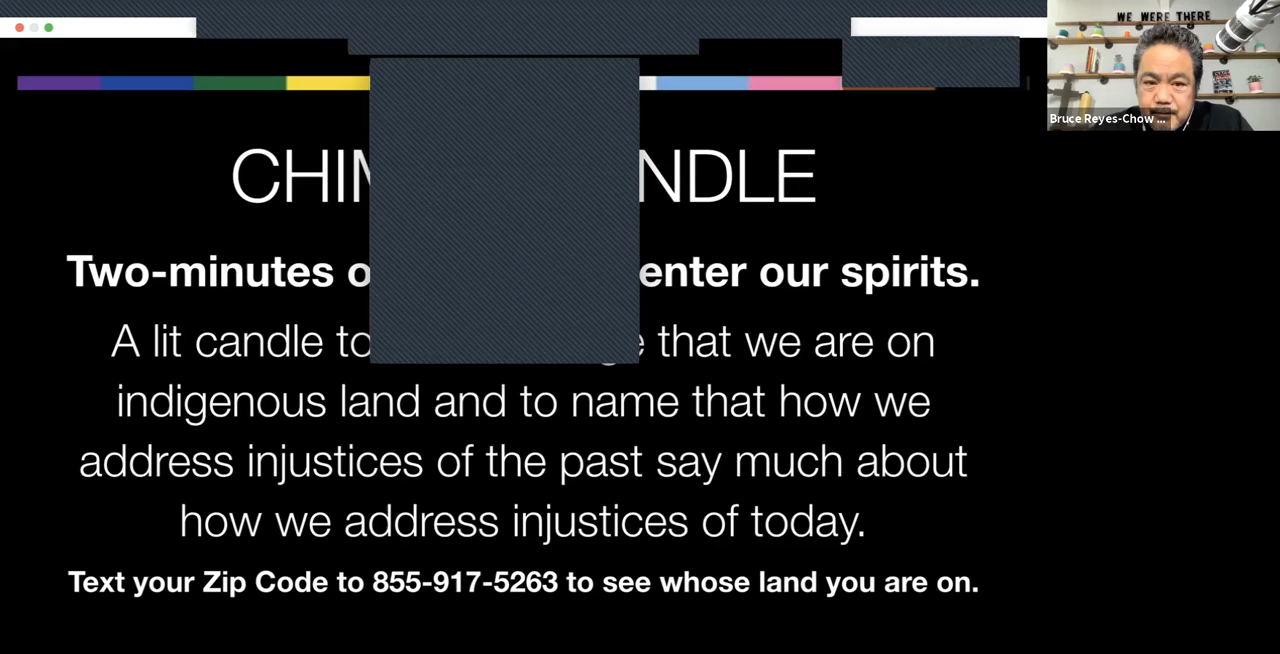 WE WERE THERE
Bruce Reyes-Chow ...
NDLE
Two-minutes enter our spirits.
A lit candle that we are on
indigenous land and to name that how we
address injustices of the past say much about
how we address injustices of today.
Text your Zip Code to 855-917-5263 to see whose land you are on.